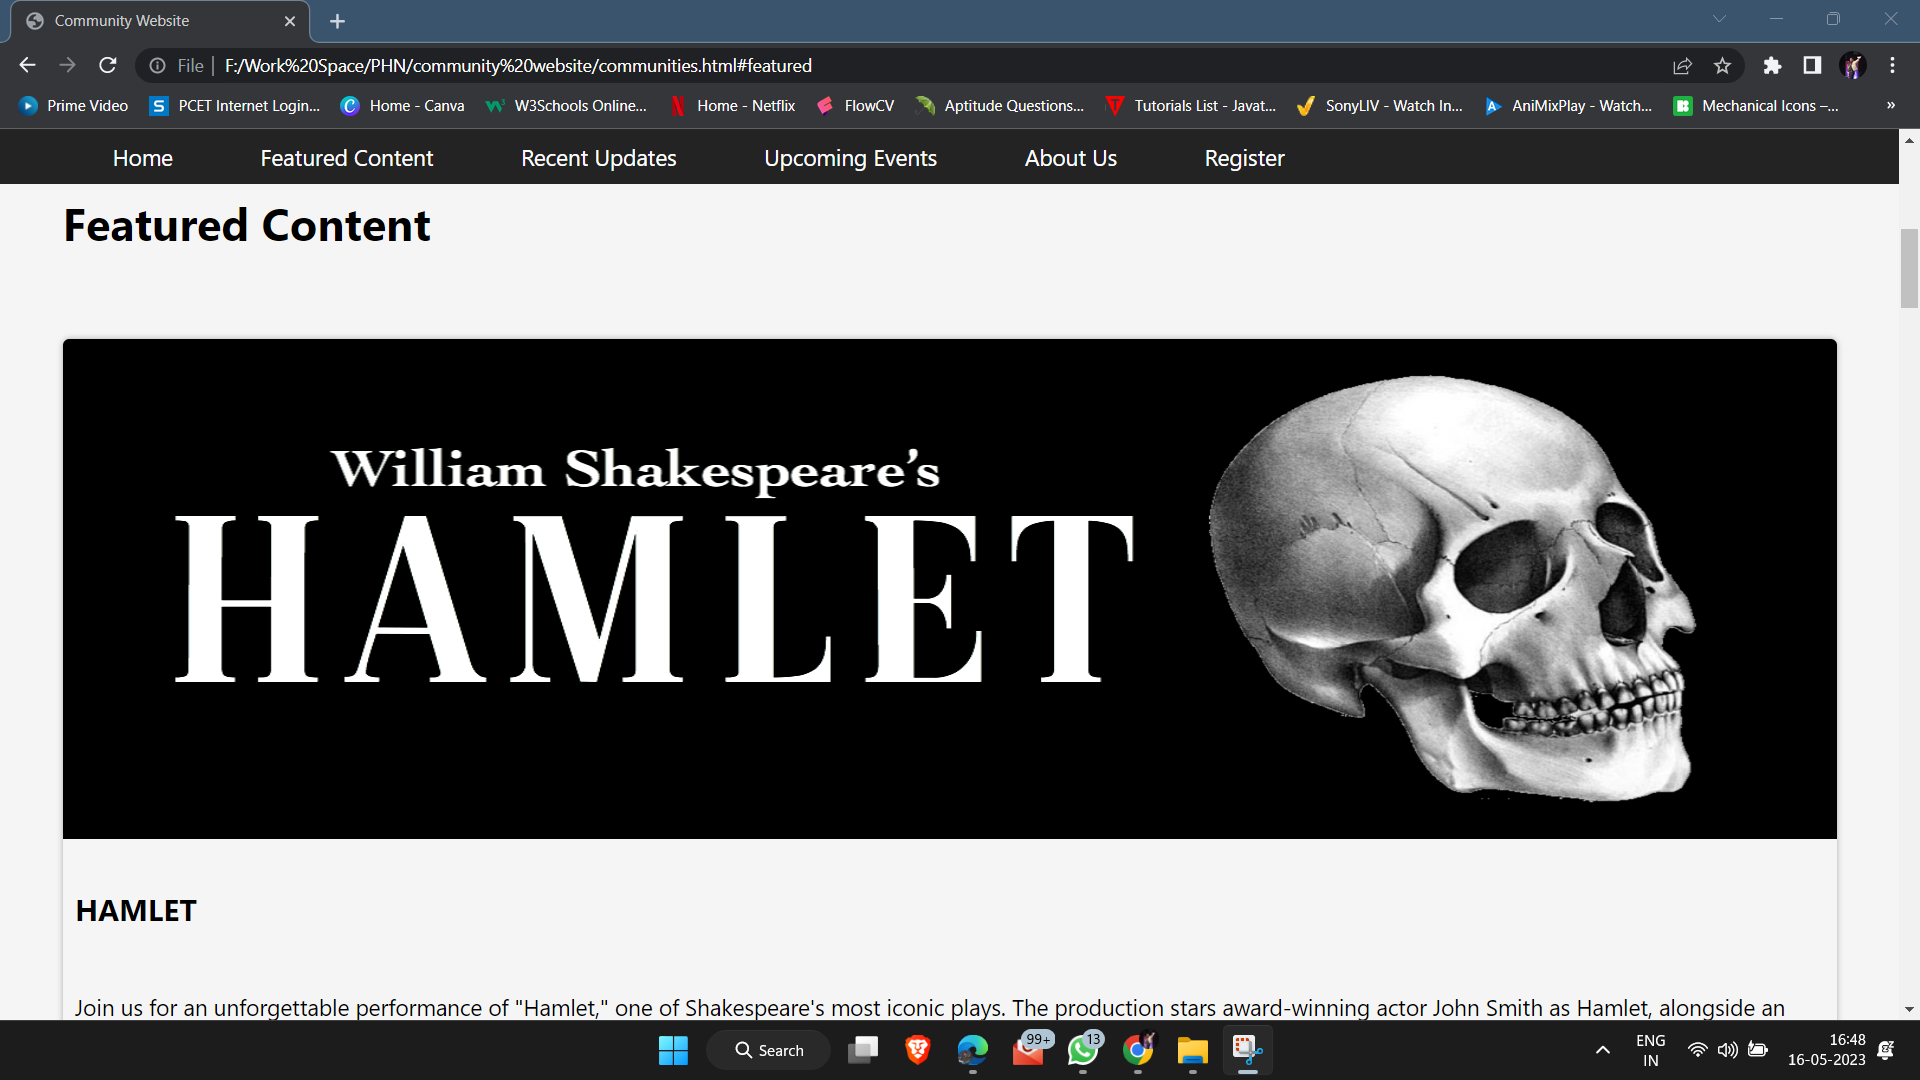 Community Website
File | F:/Work%20Space/PHN/community%20website/communities.html#featured
Prime Video PCET Internet Login... Home - Canva W3Schools Online... Home - Netflix FlowCV Aptitude Questions... Tutorials List - Javat... SonyLIV - Watch In... AniMixPlay - Watch... Mechanical Icons –... »
Home Featured Content Recent Updates Upcoming Events About Us Register
Featured Content
William Shakespeare's
HAMLET
HAMLET
Join us for an unforgettable performance of "Hamlet," one of Shakespeare's most iconic plays. The production stars award-winning actor John Smith as Hamlet, alongside an
Search 99+ 13 ENG 16:48
IN 16-05-2023